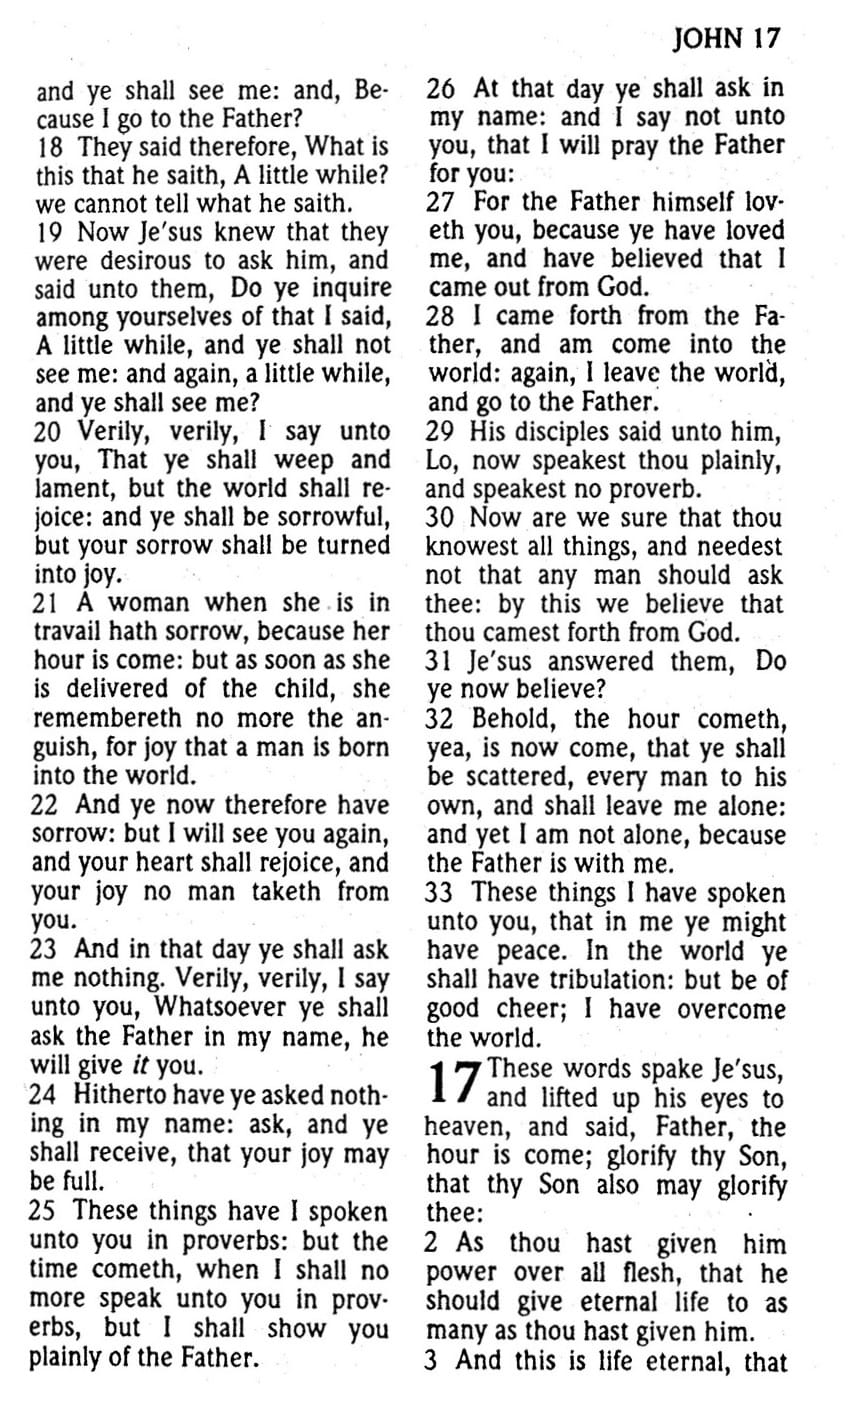 JOHN 17
and ye shall see me: and, Be-
cause I go to the Father?
18 They said therefore, What is
this that he saith, A little while?
we cannot tell what he saith.
19 Now Je′sus knew that they
were desirous to ask him, and
said unto them, Do ye inquire
among yourselves of that I said,
A little while, and ye shall not
see me: and again, a little while,
and ye shall see me?
20 Verily, verily, I say unto
you, That ye shall weep and
lament, but the world shall re-
joice: and ye shall be sorrowful,
but your sorrow shall be turned
into joy.
21 A woman when she is in
travail hath sorrow, because her
hour is come: but as soon as she
is delivered of the child, she
remembereth no more the an-
guish, for joy that a man is born
into the world.
22 And ye now therefore have
sorrow: but I will see you again,
and your heart shall rejoice, and
your joy no man taketh from
you.
23 And in that day ye shall ask
me nothing. Verily, verily, I say
unto you, Whatsoever ye shall
ask the Father in my name, he
will give it you.
24 Hitherto have ye asked noth-
ing in my name: ask, and ye
shall receive, that your joy may
be full.
25 These things have I spoken
unto you in proverbs: but the
time cometh, when I shall no
more speak unto you in prov-
erbs, but I shall show you
plainly of the Father.
26 At that day ye shall ask in
my name: and I say not unto
you, that I will pray the Father
for you:
27 For the Father himself lov-
eth you, because ye have loved
me, and have believed that I
came out from God.
28 I came forth from the Fa-
ther, and am come into the
world: again, I leave the world,
and go to the Father.
29 His disciples said unto him,
Lo, now speakest thou plainly,
and speakest no proverb.
30 Now are we sure that thou
knowest all things, and needest
not that any man should ask
thee: by this we believe that
thou camest forth from God.
31 Je′sus answered them, Do
ye now believe?
32 Behold, the hour cometh,
yea, is now come, that ye shall
be scattered, every man to his
own, and shall leave me alone:
and yet I am not alone, because
the Father is with me.
33 These things I have spoken
unto you, that in me ye might
have peace. In the world ye
shall have tribulation: but be of
good cheer; I have overcome
the world.
17 These words spake Je′sus,
and lifted up his eyes to
heaven, and said, Father, the
hour is come; glorify thy Son,
that thy Son also may glorify
thee:
2 As thou hast given him
power over all flesh, that he
should give eternal life to as
many as thou hast given him.
3 And this is life eternal, that